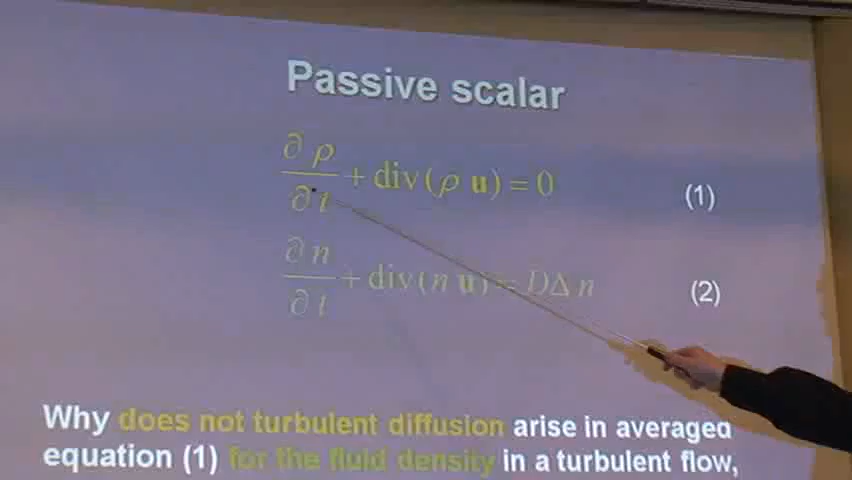 Passive scalar
∂ρ/∂t + div(ρ u) = 0 (1)
∂n/∂t + div(n u) = DΔn (2)
Why does not turbulent diffusion arise in averaged
equation (1) for the fluid density in a turbulent flow,